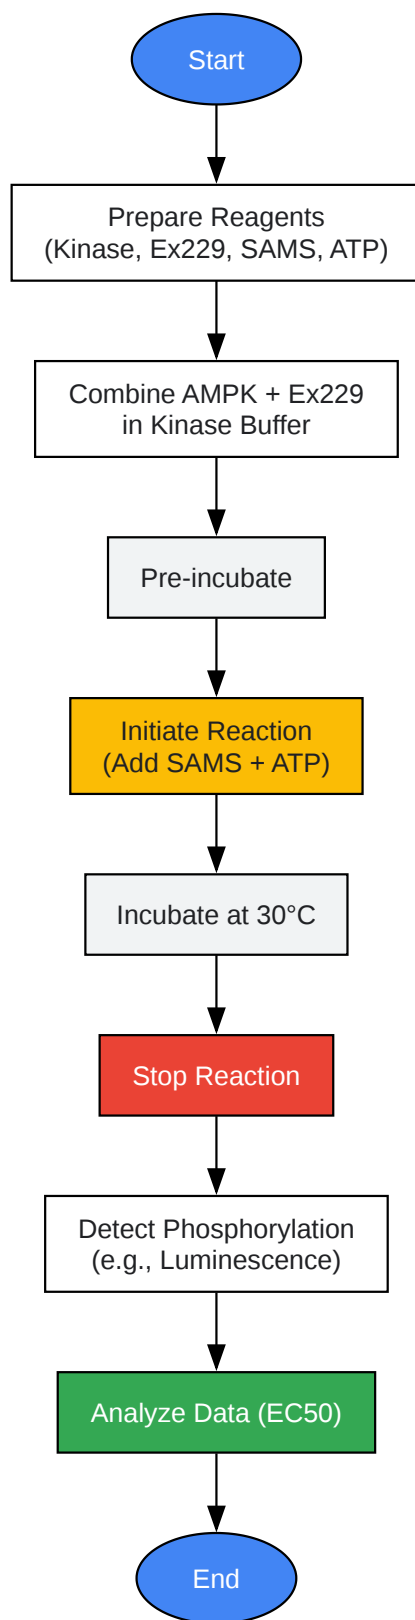 Start
Prepare Reagents
(Kinase, Ex229, SAMS, ATP)
Combine AMPK + Ex229
in Kinase Buffer
Pre-incubate
Initiate Reaction
(Add SAMS + ATP)
Incubate at 30°C
Stop Reaction
Detect Phosphorylation
(e.g., Luminescence)
Analyze Data (EC50)
End